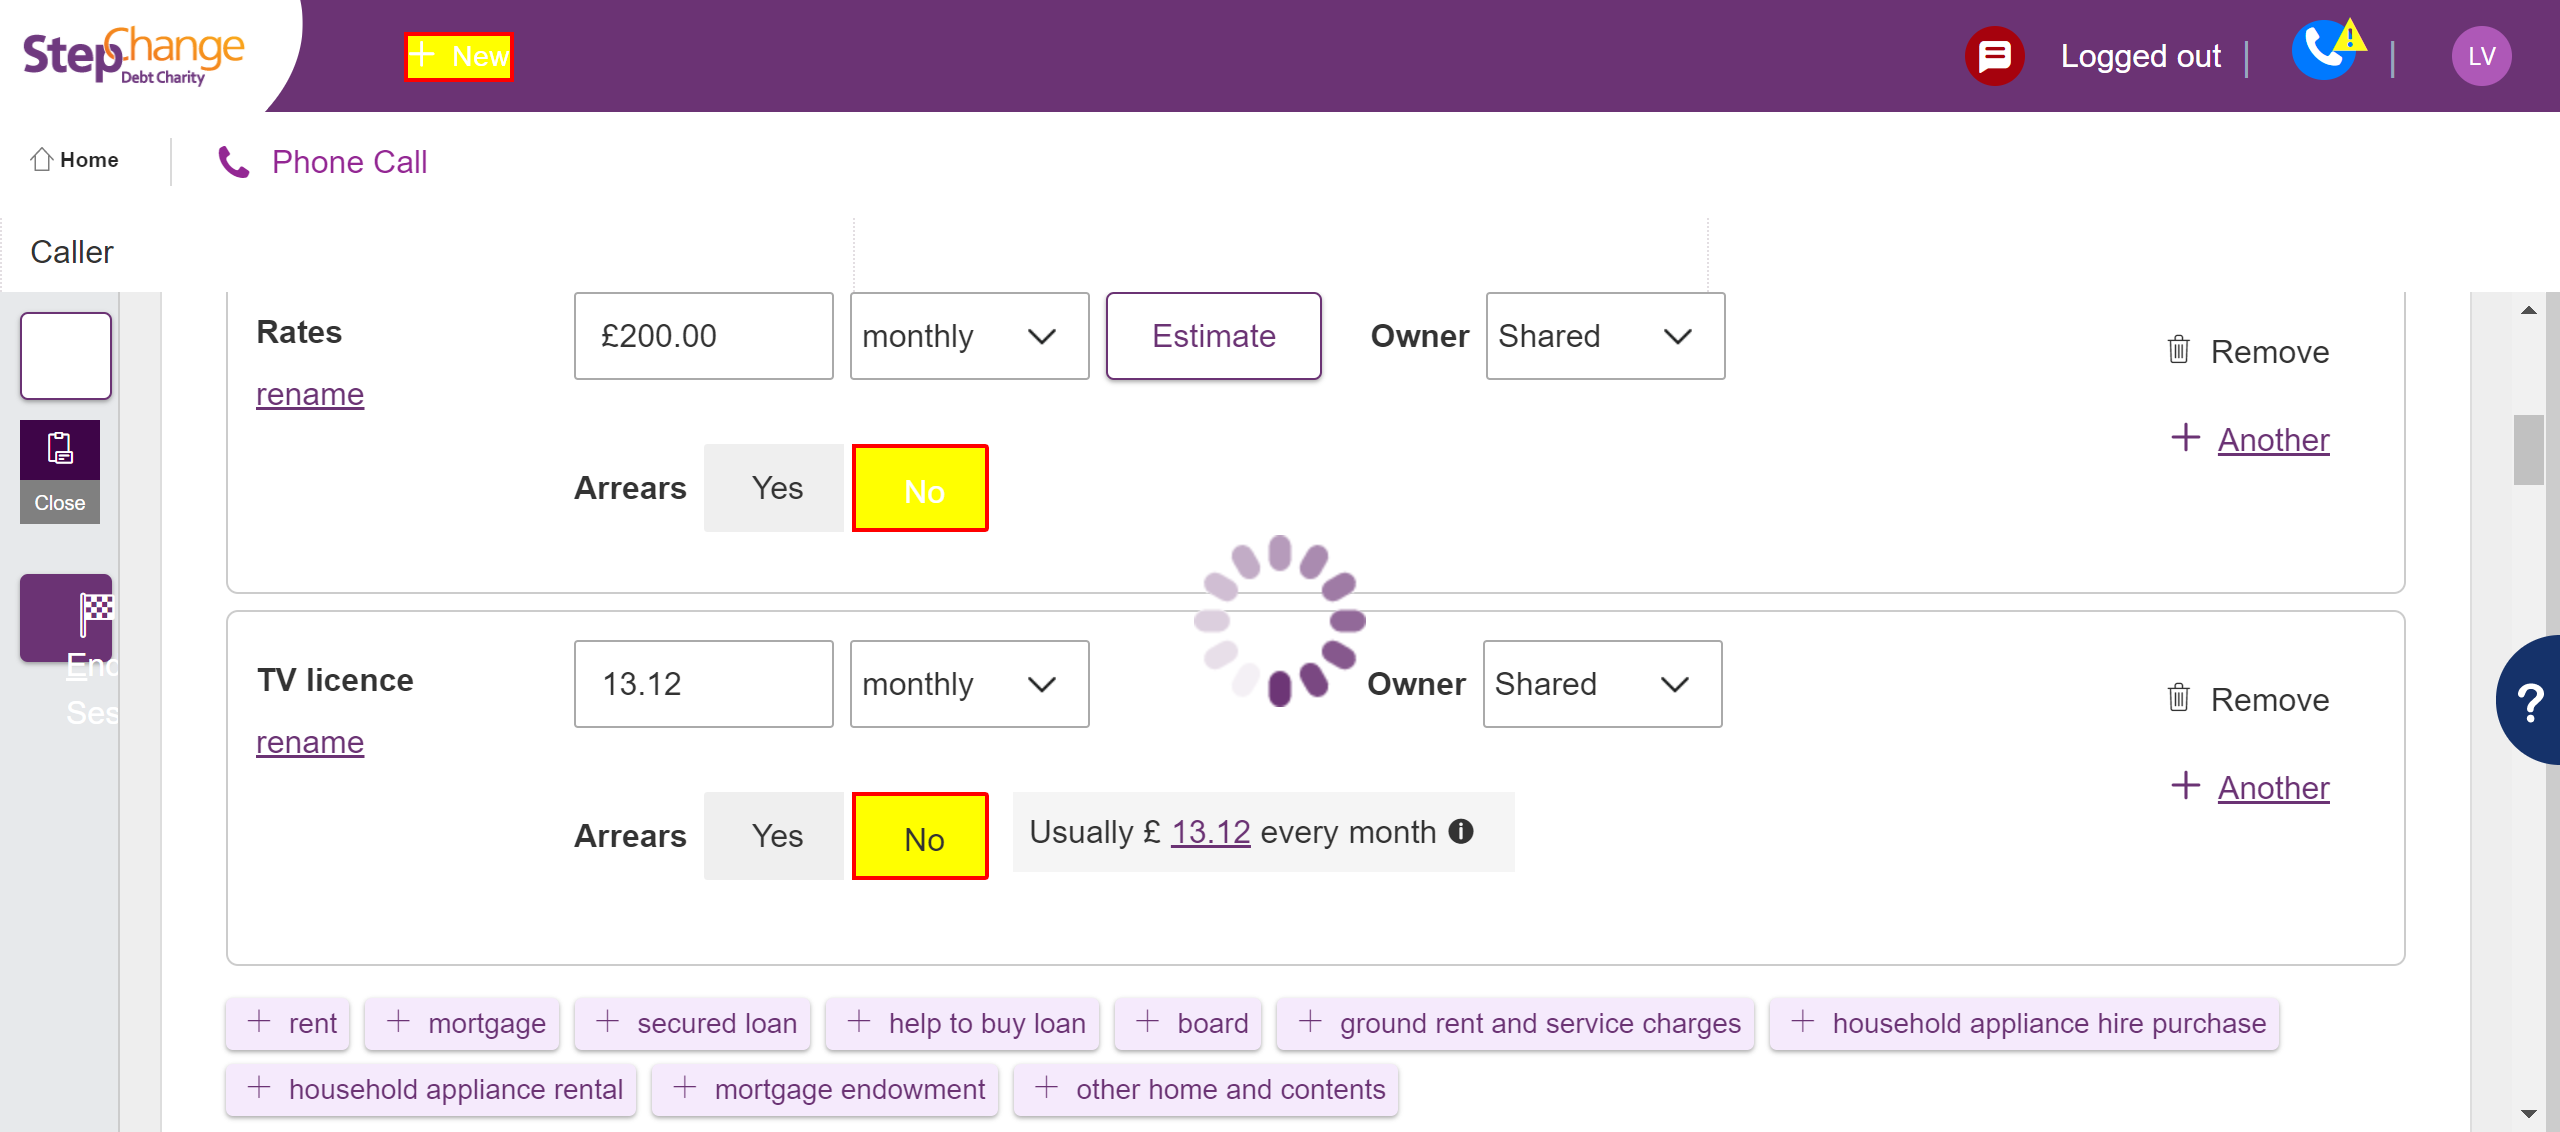 StepChange
Debt Charity
+ New
Logged out
LV
Home
Phone Call
Caller
Close
End
Ses
Rates
£200.00
monthly
Estimate
Owner
Shared
Remove
rename
+ Another
Arrears
Yes
No
TV licence
13.12
monthly
Owner
Shared
Remove
rename
+ Another
Arrears
Yes
No
Usually £ 13.12 every month
?
+ rent
+ mortgage
+ secured loan
+ help to buy loan
+ board
+ ground rent and service charges
+ household appliance hire purchase
+ household appliance rental
+ mortgage endowment
+ other home and contents